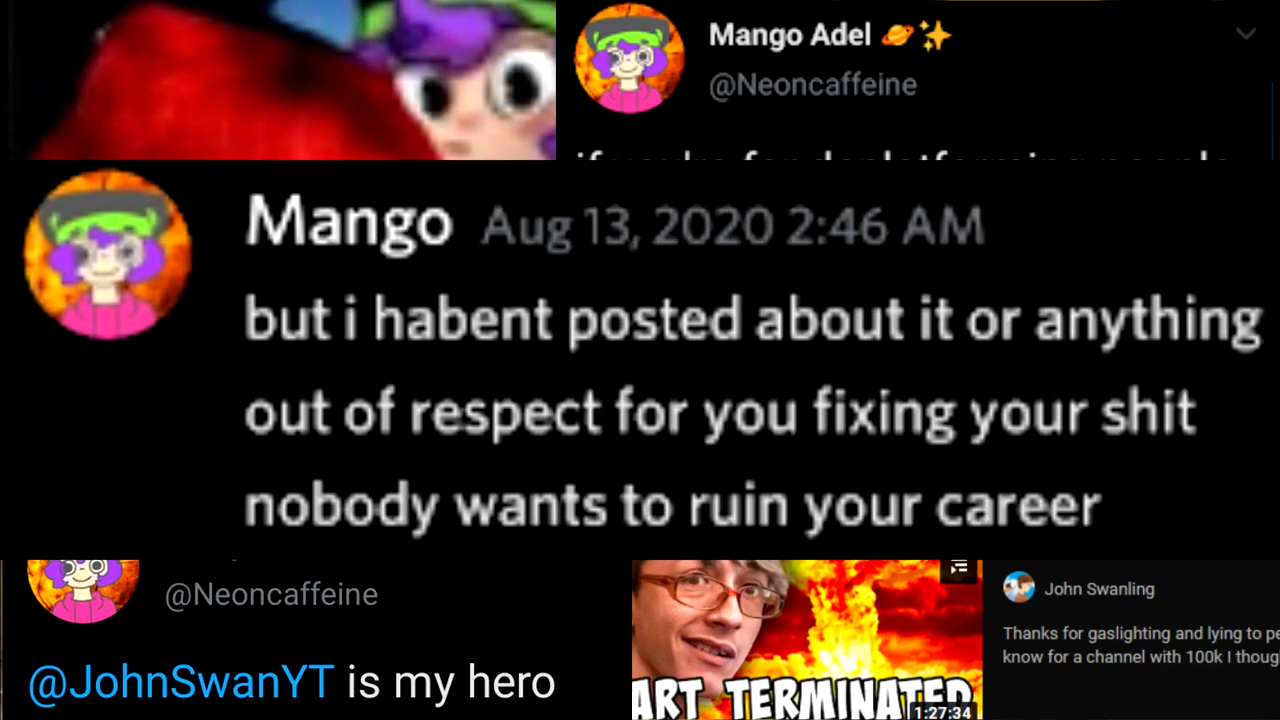 Mango Adel 🪐✨
@Neoncaffeine
Mango Aug 13, 2020 2:46 AM
but i habent posted about it or anything
out of respect for you fixing your shit
nobody wants to ruin your career
@Neoncaffeine
@JohnSwanYT is my hero
ART TERMINATED
1:27:34
John Swanling
Thanks for gaslighting and lying to pe
know for a channel with 100k I thoug